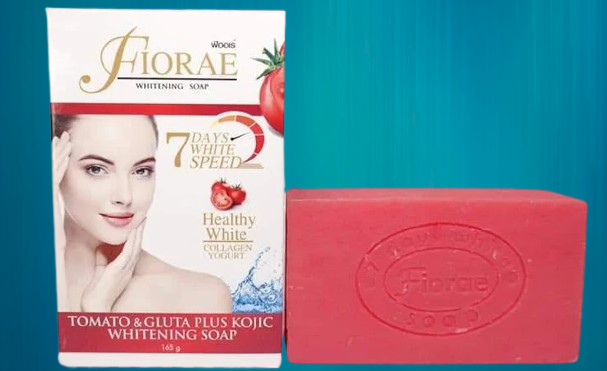 ฟิออเร่
FIORAE
WHITENING SOAP
7 DAYS
WHITE
SPEED
Healthy
White
COLLAGEN
YOGURT
TOMATO & GLUTA PLUS KOJIC
WHITENING SOAP
165 g
Fiorae
soap